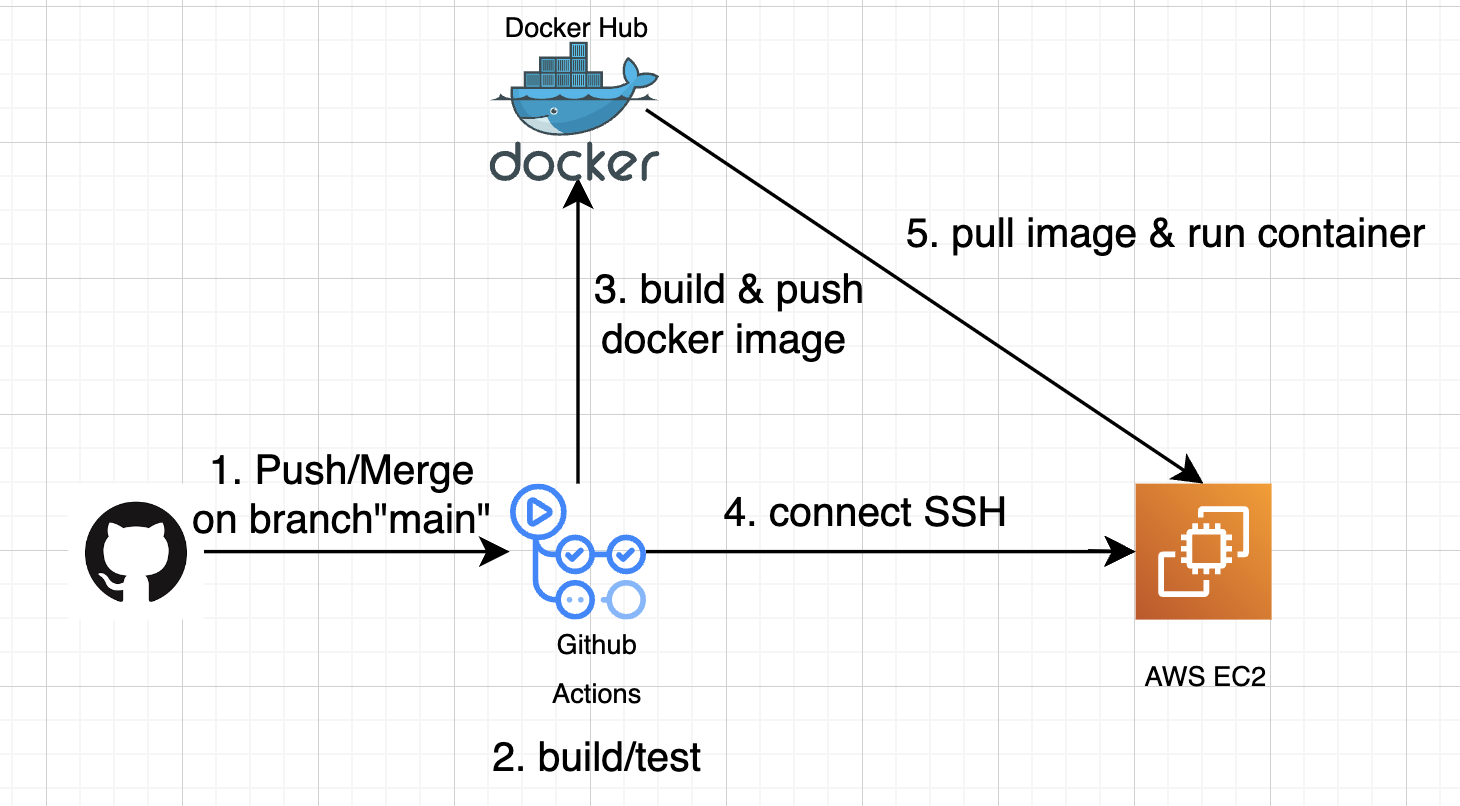 Docker Hub
docker
5. pull image & run container
3. build & push
docker image
1. Push/Merge
on branch"main"
4. connect SSH
Github
Actions
AWS EC2
2. build/test